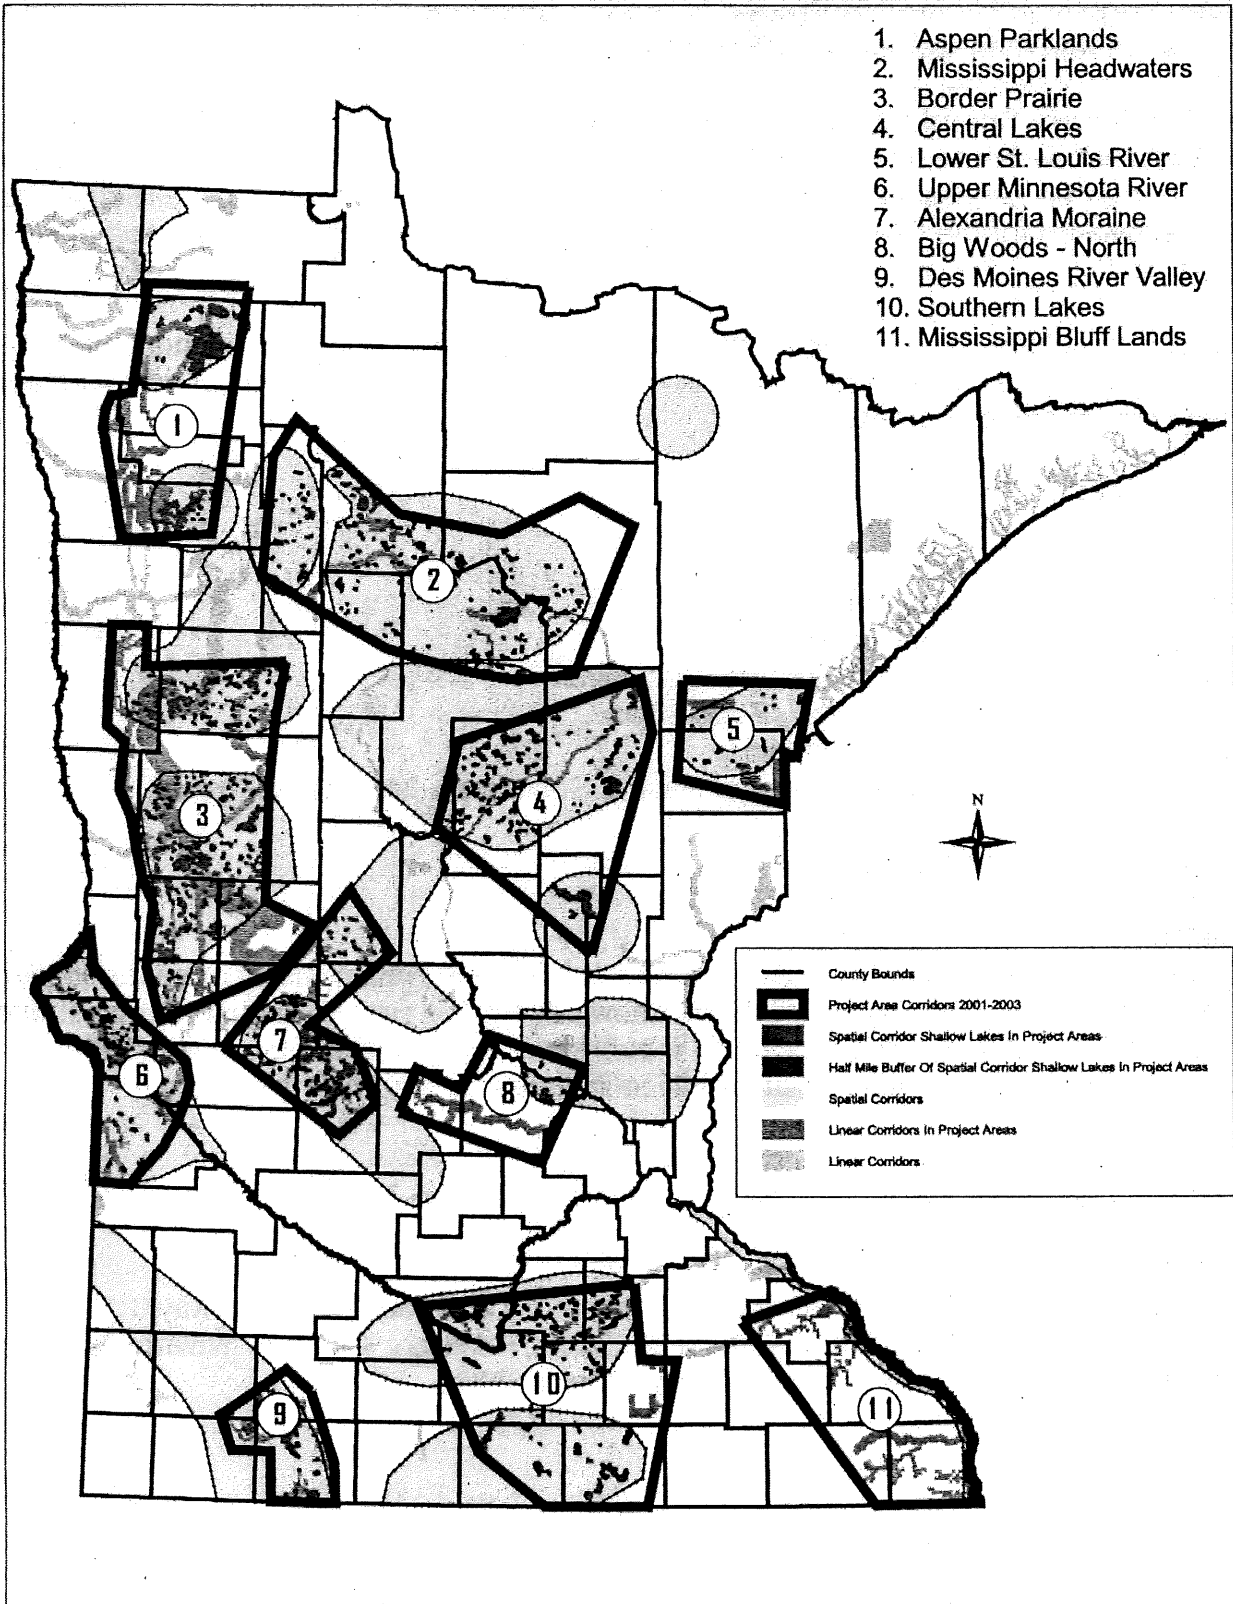 1. Aspen Parklands
2. Mississippi Headwaters
3. Border Prairie
4. Central Lakes
5. Lower St. Louis River
6. Upper Minnesota River
7. Alexandria Moraine
8. Big Woods - North
9. Des Moines River Valley
10. Southern Lakes
11. Mississippi Bluff Lands
1
2
3
4
5
6
7
8
9
10
11
N
County Bounds
Project Area Corridors 2001-2003
Spatial Corridor Shallow Lakes In Project Areas
Half Mile Buffer Of Spatial Corridor Shallow Lakes In Project Areas
Spatial Corridors
Linear Corridors In Project Areas
Linear Corridors